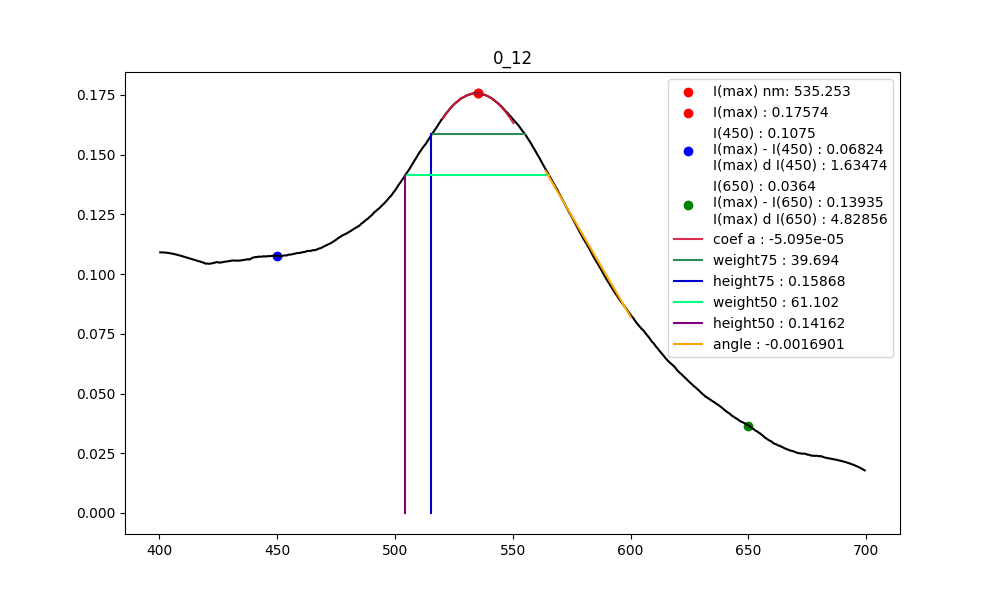 0_12
I(max) nm: 535.253
I(max) : 0.17574
I(450) : 0.1075
I(max) - I(450) : 0.06824
I(max) d I(450) : 1.63474
I(650) : 0.0364
I(max) - I(650) : 0.13935
I(max) d I(650) : 4.82856
coef a : -5.095e-05
weight75 : 39.694
height75 : 0.15868
weight50 : 61.102
height50 : 0.14162
angle : -0.0016901
0.175
0.150
0.125
0.100
0.075
0.050
0.025
0.000
400 450 500 550 600 650 700